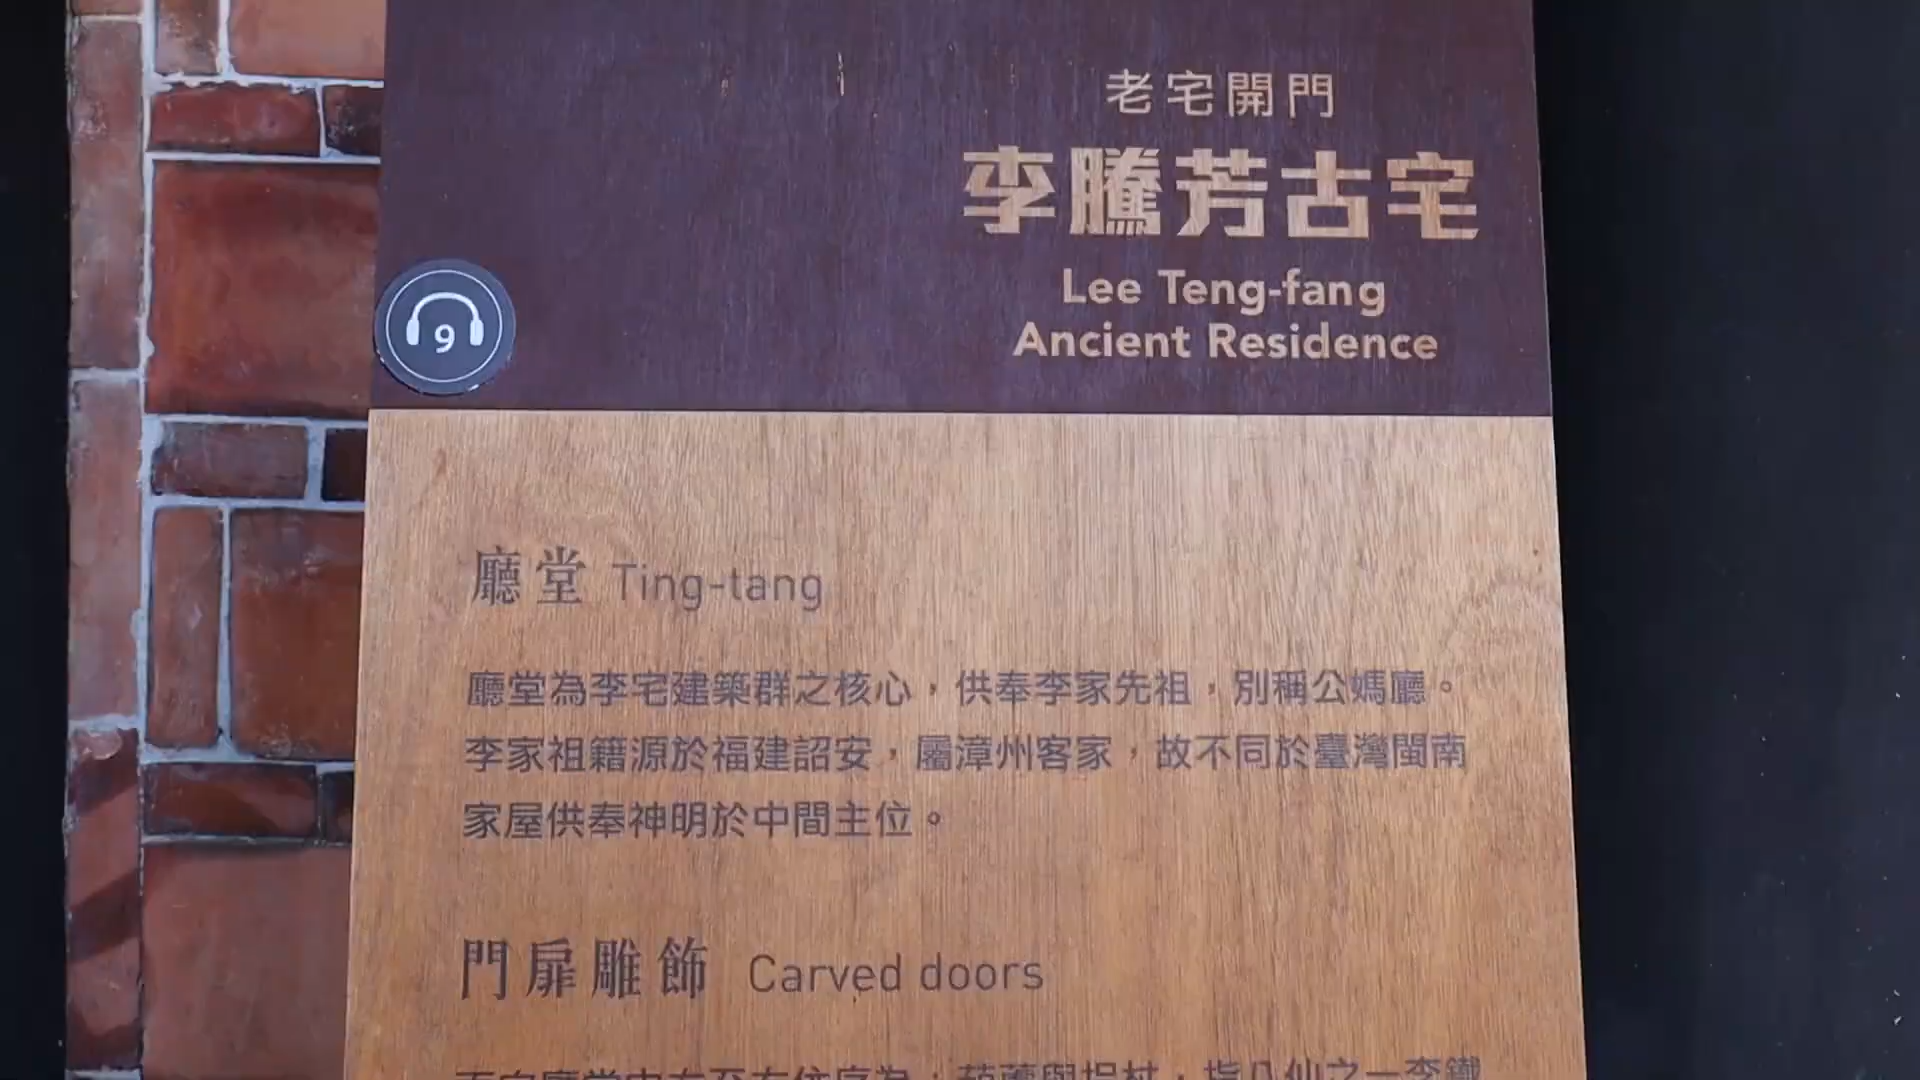 老宅開門
李騰芳古宅
Lee Teng-fang
Ancient Residence
9
廳堂 Ting-tang
廳堂為李宅建築群之核心，供奉李家先祖，別稱公媽廳。
李家祖籍源於福建詔安，屬漳州客家，故不同於臺灣閩南
家屋供奉神明於中間主位。
門扉雕飾 Carved doors